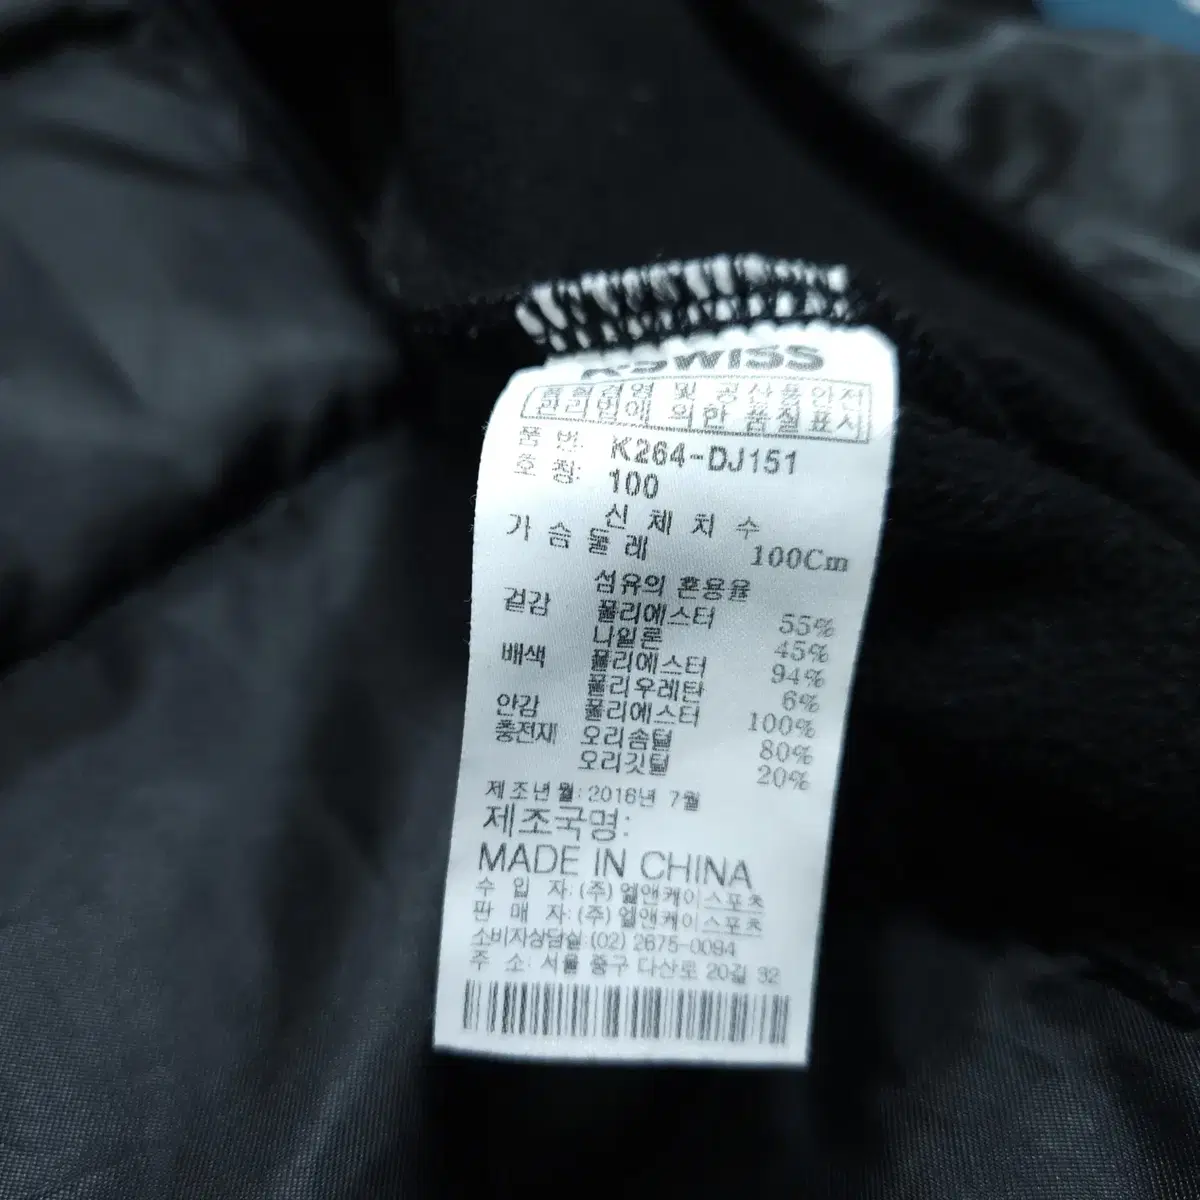 K-SWISS
품질경영 및 공산품안전
관리법에 의한 품질표시
품 번: K264-DJ151
호 칭: 100
신 체 치 수
가 슴 둘 레 100Cm
섬유의 혼용율
겉감 폴리에스터 55%
나일론 45%
배색 폴리에스터 94%
폴리우레탄 6%
안감 폴리에스터 100%
충전재 오리솜털 80%
오리깃털 20%
제조년월: 2016년 7월
제조국명:
MADE IN CHINA
수 입 자: (주) 엘앤케이스포츠
판 매 자: (주) 엘앤케이스포츠
소비자상담실: (02) 2675-0094
주 소: 서울 중구 다산로 20길 32